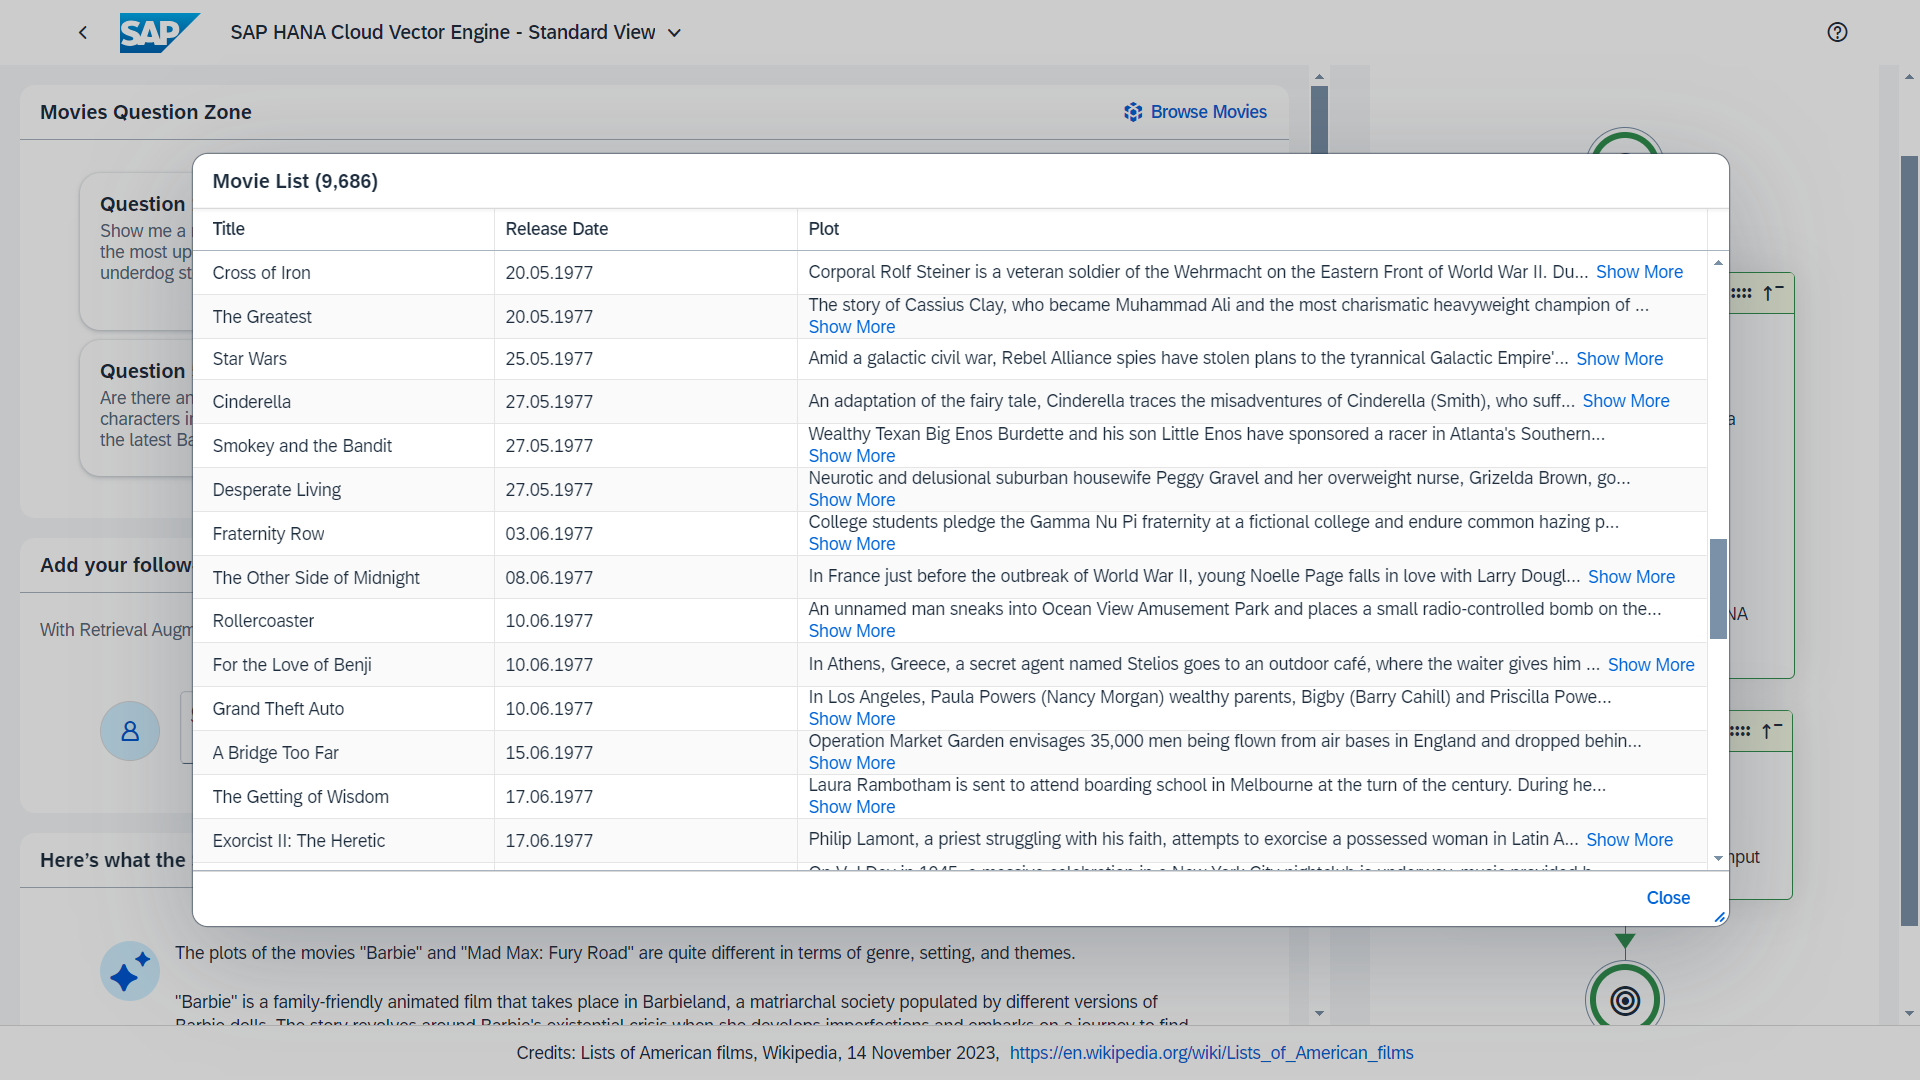 SAP
SAP HANA Cloud Vector Engine - Standard View
Movies Question Zone
Browse Movies
Question
Show me a
the most up
underdog st
Question
Are there an
characters i
the latest Ba
Add your follow
With Retrieval Augm
Here's what the
Movie List (9,686)
Title Release Date Plot
Cross of Iron 20.05.1977 Corporal Rolf Steiner is a veteran soldier of the Wehrmacht on the Eastern Front of World War II. Du... Show More
The Greatest 20.05.1977 The story of Cassius Clay, who became Muhammad Ali and the most charismatic heavyweight champion of ...
Show More
Star Wars 25.05.1977 Amid a galactic civil war, Rebel Alliance spies have stolen plans to the tyrannical Galactic Empire'... Show More
Cinderella 27.05.1977 An adaptation of the fairy tale, Cinderella traces the misadventures of Cinderella (Smith), who suff... Show More
Smokey and the Bandit 27.05.1977 Wealthy Texan Big Enos Burdette and his son Little Enos have sponsored a racer in Atlanta's Southern...
Show More
Desperate Living 27.05.1977 Neurotic and delusional suburban housewife Peggy Gravel and her overweight nurse, Grizelda Brown, go...
Show More
Fraternity Row 03.06.1977 College students pledge the Gamma Nu Pi fraternity at a fictional college and endure common hazing p...
Show More
The Other Side of Midnight 08.06.1977 In France just before the outbreak of World War II, young Noelle Page falls in love with Larry Dougl... Show More
Rollercoaster 10.06.1977 An unnamed man sneaks into Ocean View Amusement Park and places a small radio-controlled bomb on the...
Show More
For the Love of Benji 10.06.1977 In Athens, Greece, a secret agent named Stelios goes to an outdoor café, where the waiter gives him ... Show More
Grand Theft Auto 10.06.1977 In Los Angeles, Paula Powers (Nancy Morgan) wealthy parents, Bigby (Barry Cahill) and Priscilla Powe...
Show More
A Bridge Too Far 15.06.1977 Operation Market Garden envisages 35,000 men being flown from air bases in England and dropped behin...
Show More
The Getting of Wisdom 17.06.1977 Laura Rambotham is sent to attend boarding school in Melbourne at the turn of the century. During he...
Show More
Exorcist II: The Heretic 17.06.1977 Philip Lamont, a priest struggling with his faith, attempts to exorcise a possessed woman in Latin A... Show More
Close
The plots of the movies "Barbie" and "Mad Max: Fury Road" are quite different in terms of genre, setting, and themes.
"Barbie" is a family-friendly animated film that takes place in Barbieland, a matriarchal society populated by different versions of
Barbie dolls. The story revolves around Barbie's existential crisis when she develops imperfections and embarks on a journey to find
Credits: Lists of American films, Wikipedia, 14 November 2023, https://en.wikipedia.org/wiki/Lists_of_American_films